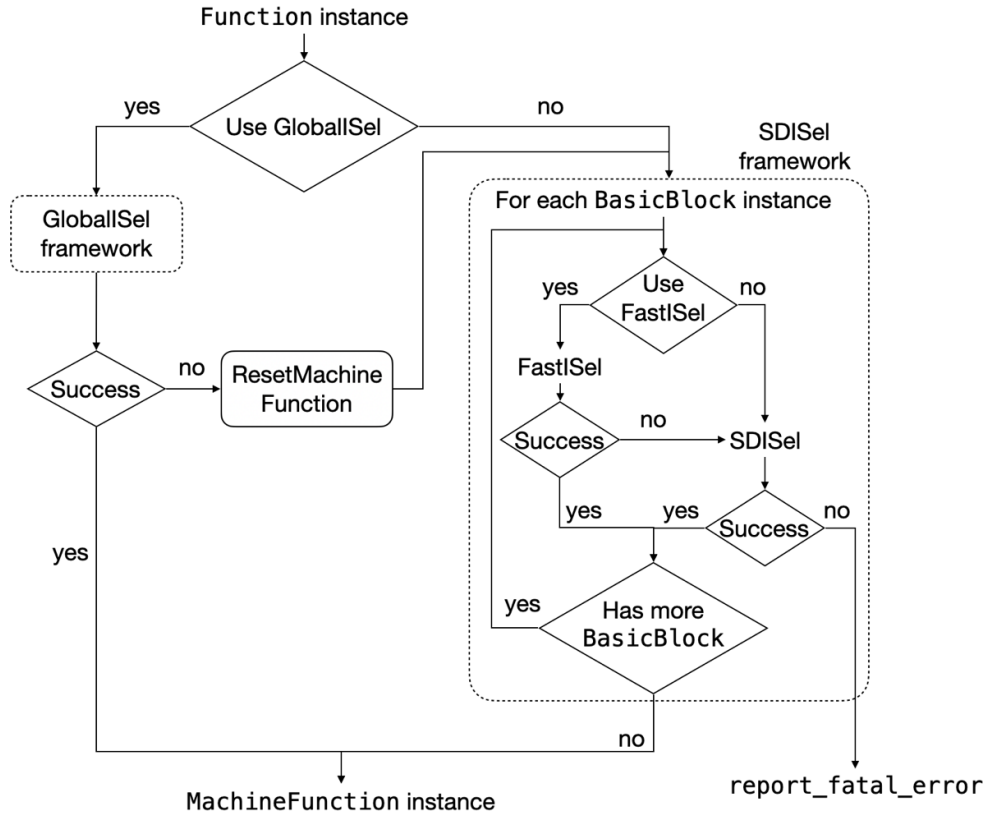 Function instance
yes
no
Use GlobalISel
SDISel
framework
GlobalISel
framework
For each BasicBlock instance
yes
Use
FastISel
no
FastISel
Success
no
ResetMachine
Function
Success
no
SDISel
yes
yes
Success
no
yes
yes
Has more
BasicBlock
no
MachineFunction instance
report_fatal_error